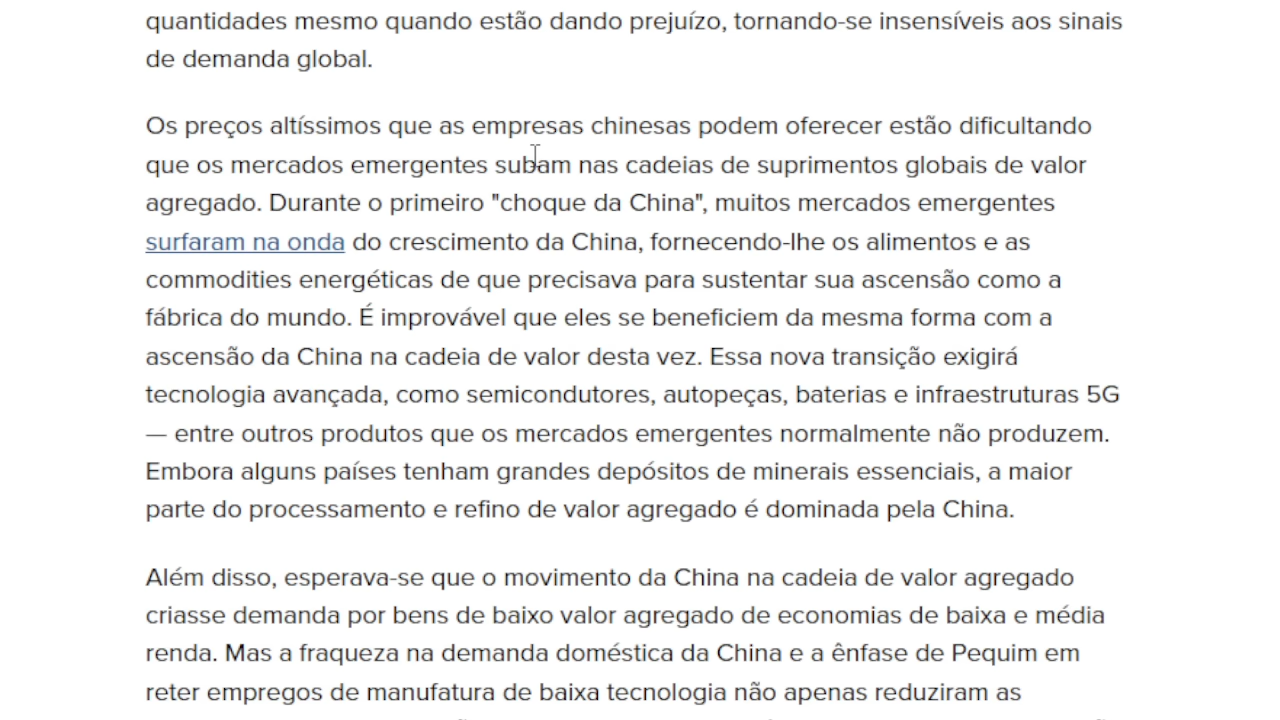 quantidades mesmo quando estão dando prejuízo, tornando-se insensíveis aos sinais
de demanda global.
Os preços altíssimos que as empresas chinesas podem oferecer estão dificultando
que os mercados emergentes subam nas cadeias de suprimentos globais de valor
agregado. Durante o primeiro "choque da China", muitos mercados emergentes
surfaram na onda do crescimento da China, fornecendo-lhe os alimentos e as
commodities energéticas de que precisava para sustentar sua ascensão como a
fábrica do mundo. É improvável que eles se beneficiem da mesma forma com a
ascensão da China na cadeia de valor desta vez. Essa nova transição exigirá
tecnologia avançada, como semicondutores, autopeças, baterias e infraestruturas 5G
— entre outros produtos que os mercados emergentes normalmente não produzem.
Embora alguns países tenham grandes depósitos de minerais essenciais, a maior
parte do processamento e refino de valor agregado é dominada pela China.
Além disso, esperava-se que o movimento da China na cadeia de valor agregado
criasse demanda por bens de baixo valor agregado de economias de baixa e média
renda. Mas a fraqueza na demanda doméstica da China e a ênfase de Pequim em
reter empregos de manufatura de baixa tecnologia não apenas reduziram as